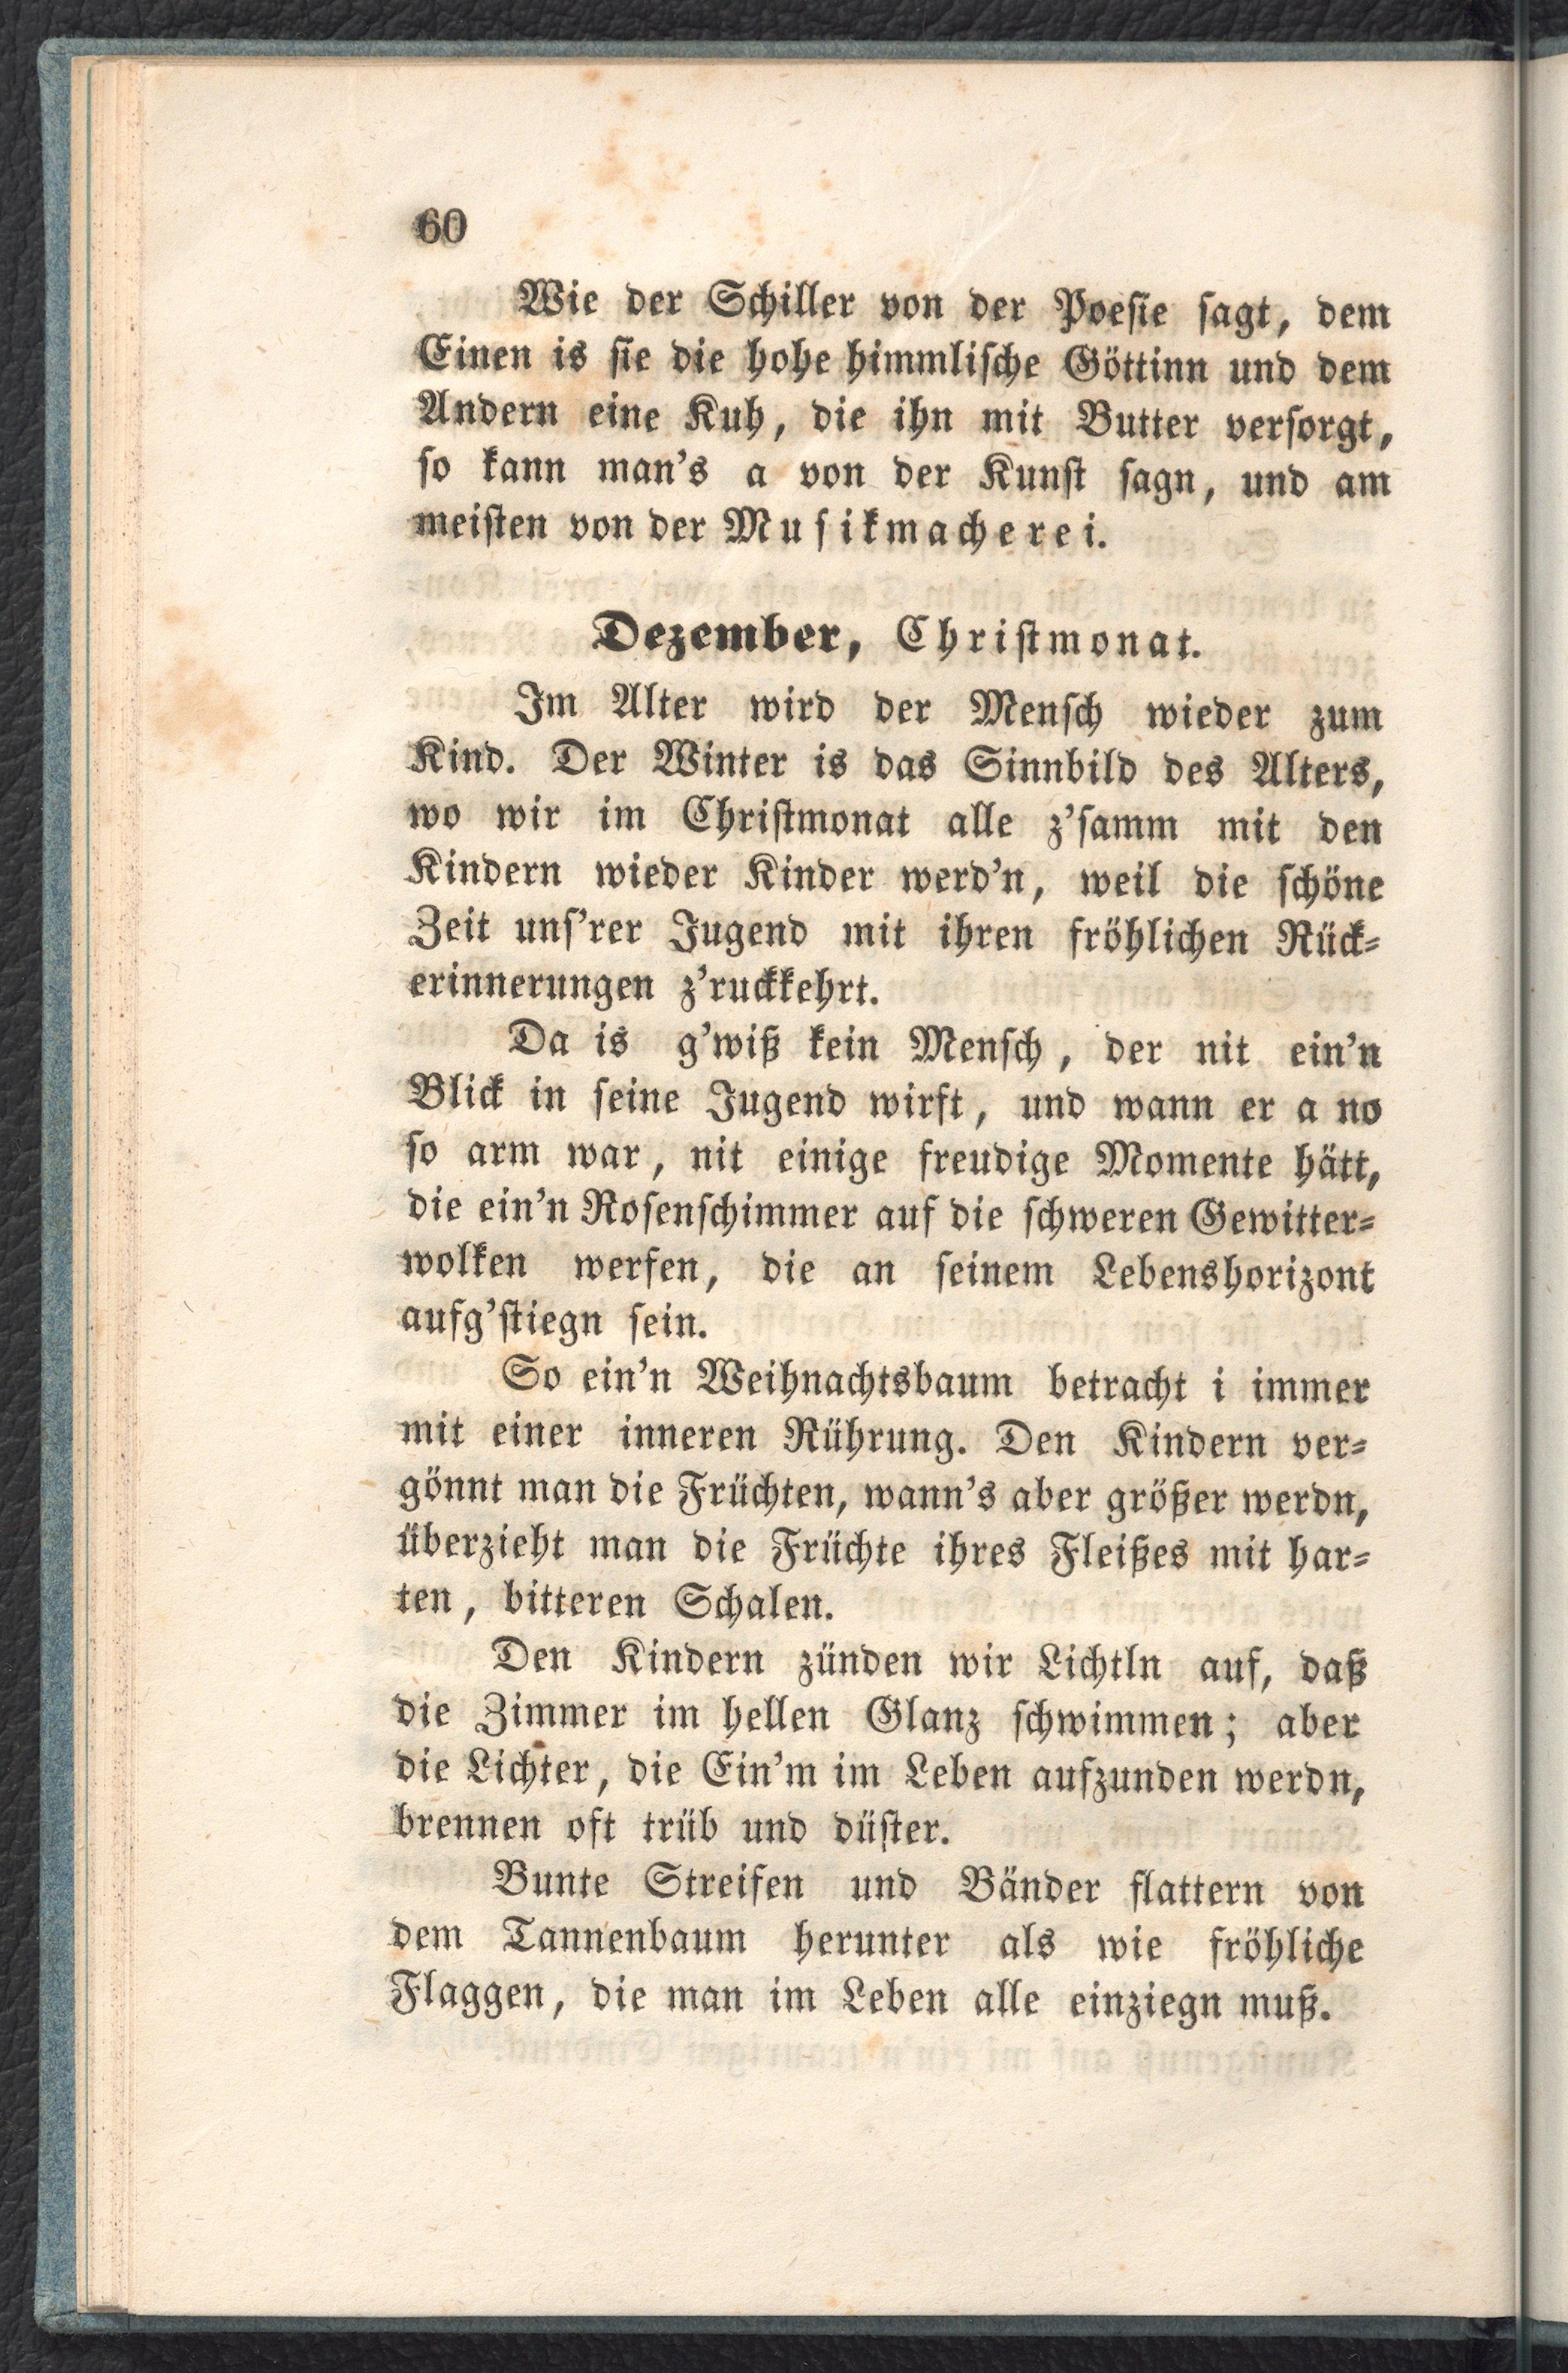 60
Wie der Schiller von der Poesie sagt, dem
Einen is sie die hohe himmlische Göttinn und dem
Andern eine Kuh, die ihn mit Butter versorgt,
so kann man's a von der Kunst sagn, und am
meisten von der Musikmacherei.
Dezember, Christmonat.
Im Alter wird der Mensch wieder zum
Kind. Der Winter is das Sinnbild des Alters,
wo wir im Christmonat alle z'samm mit den
Kindern wieder Kinder werd'n, weil die schöne
Zeit uns'rer Jugend mit ihren fröhlichen Rück-
erinnerungen z'ruckkehrt.
Da is g'wiß kein Mensch, der nit ein'n
Blick in seine Jugend wirft, und wann er a no
so arm war, nit einige freudige Momente hätt,
die ein'n Rosenschimmer auf die schweren Gewitter-
wolken werfen, die an seinem Lebenshorizont
aufg'stiegn sein.
So ein'n Weihnachtsbaum betracht i immer
mit einer inneren Rührung. Den Kindern ver-
gönnt man die Früchten, wann's aber größer werdn,
überzieht man die Früchte ihres Fleißes mit har-
ten, bitteren Schalen.
Den Kindern zünden wir Lichtln auf, daß
die Zimmer im hellen Glanz schwimmen; aber
die Lichter, die Ein'm im Leben aufzunden werdn,
brennen oft trüb und düster.
Bunte Streifen und Bänder flattern von
dem Tannenbaum herunter als wie fröhliche
Flaggen, die man im Leben alle einziegn muß.